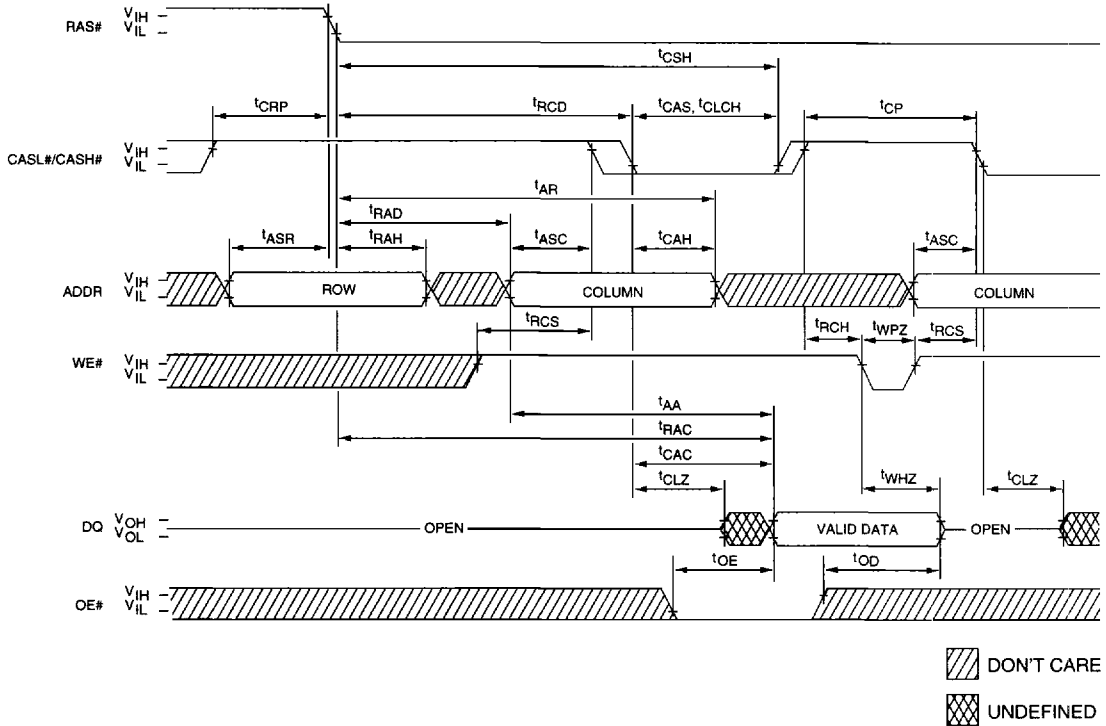 RAS# VIH
VIL
tCSH
tCRP tRCD tCAS, tCLCH tCP
CASL#/CASH# VIH
VIL
tAR
tRAD
tASR tRAH tASC tCAH tASC
ADDR VIH
VIL
ROW COLUMN COLUMN
tRCS tRCH tWPZ tRCS
WE# VIH
VIL
tAA
tRAC
tCAC
tCLZ tWHZ tCLZ
DQ VOH
VOL
OPEN VALID DATA OPEN
tOE tOD
OE# VIH
VIL
DON'T CARE
UNDEFINED